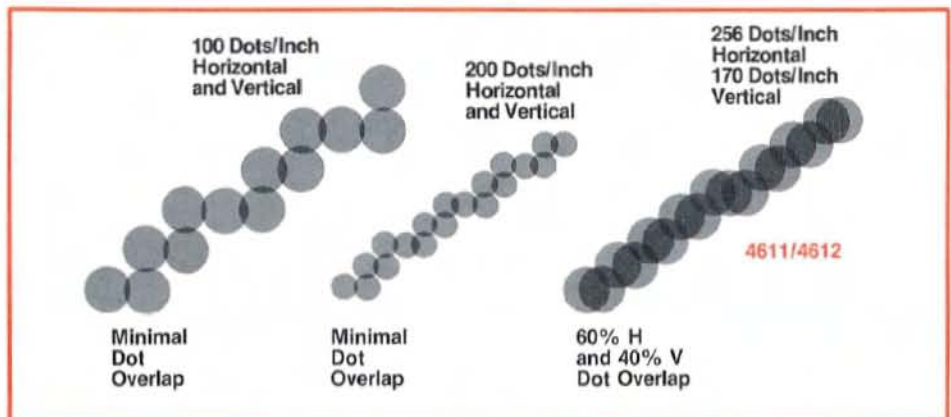 100 Dots/Inch
Horizontal
and Vertical
200 Dots/Inch
Horizontal
and Vertical
256 Dots/Inch
Horizontal
170 Dots/Inch
Vertical
4611/4612
Minimal
Dot
Overlap
Minimal
Dot
Overlap
60% H
and 40% V
Dot Overlap